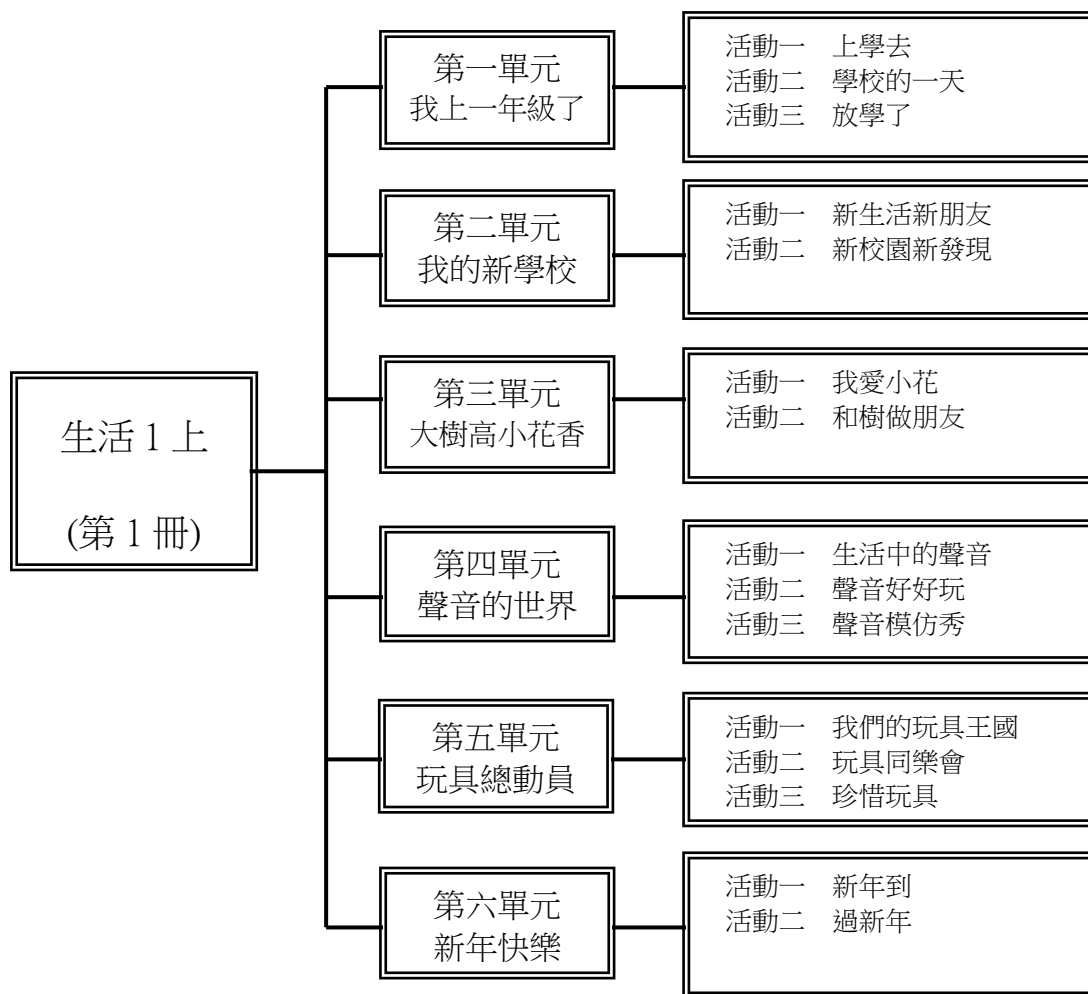 生活 1 上
(第 1 冊)
第一單元
我上一年級了
活動一 上學去
活動二 學校的一天
活動三 放學了
第二單元
我的新學校
活動一 新生活新朋友
活動二 新校園新發現
第三單元
大樹高小花香
活動一 我愛小花
活動二 和樹做朋友
第四單元
聲音的世界
活動一 生活中的聲音
活動二 聲音好好玩
活動三 聲音模仿秀
第五單元
玩具總動員
活動一 我們的玩具王國
活動二 玩具同樂會
活動三 珍惜玩具
第六單元
新年快樂
活動一 新年到
活動二 過新年